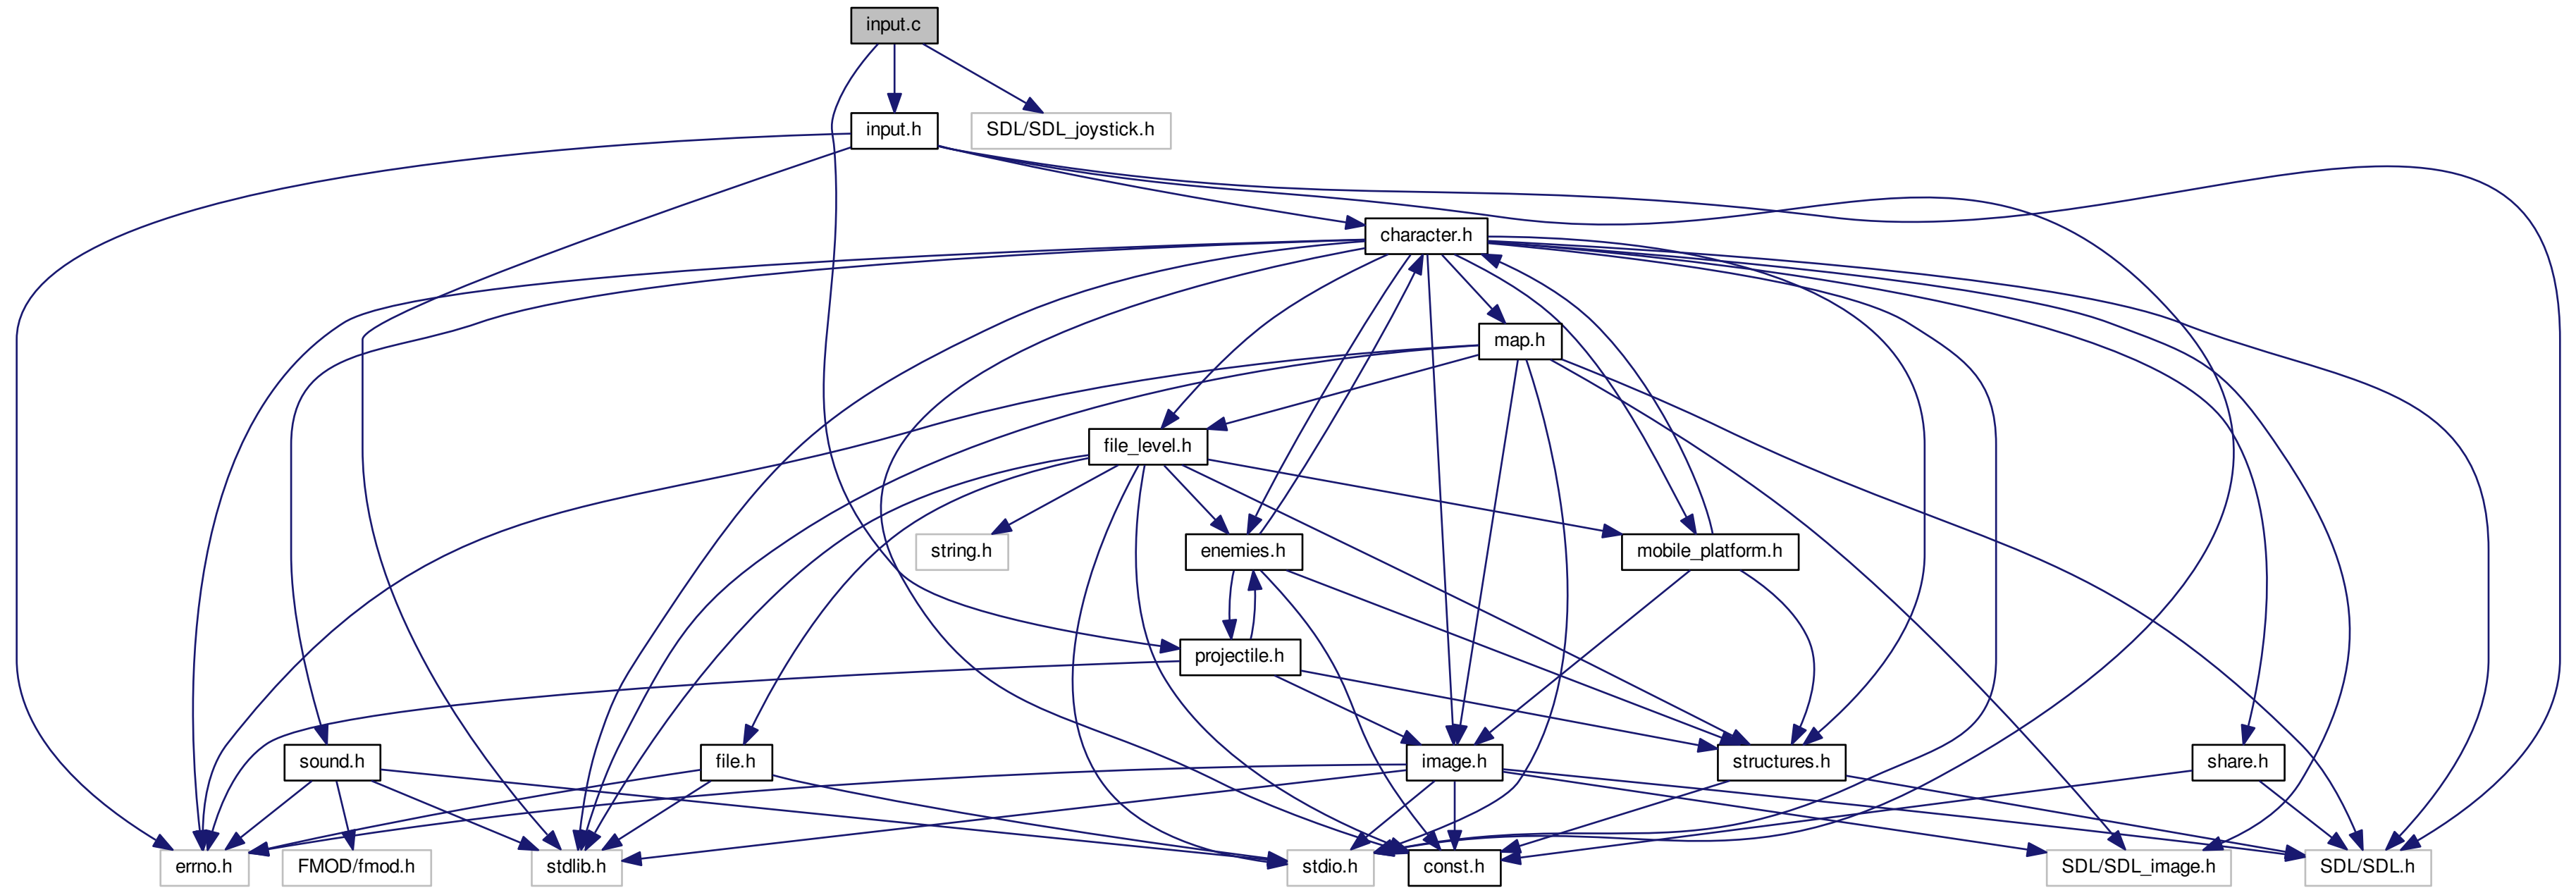 input.c
input.h
SDL/SDL_joystick.h
character.h
map.h
file_level.h
string.h
enemies.h
mobile_platform.h
projectile.h
sound.h
file.h
image.h
structures.h
share.h
errno.h
FMOD/fmod.h
stdlib.h
stdio.h
const.h
SDL/SDL_image.h
SDL/SDL.h